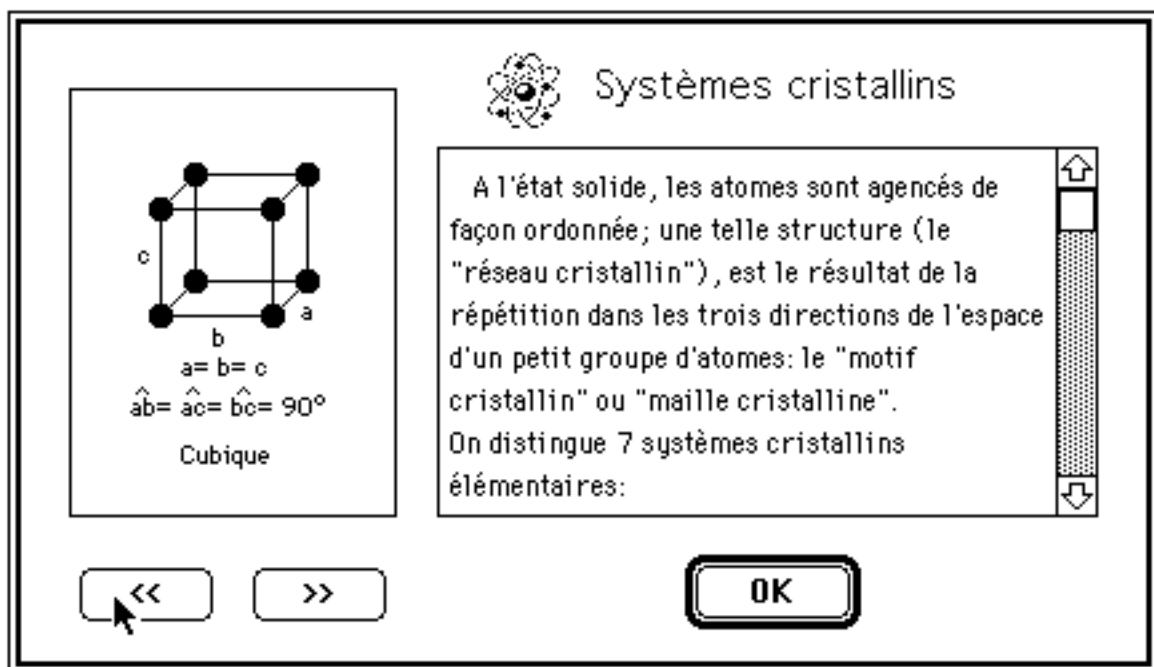 Systèmes cristallins
c
a
b
a= b= c
âb= âc= b̂c= 90°
Cubique
A l'état solide, les atomes sont agencés de
façon ordonnée; une telle structure (le
"réseau cristallin"), est le résultat de la
répétition dans les trois directions de l'espace
d'un petit groupe d'atomes: le "motif
cristallin" ou "maille cristalline".
On distingue 7 systèmes cristallins
élémentaires:
<<
>>
OK